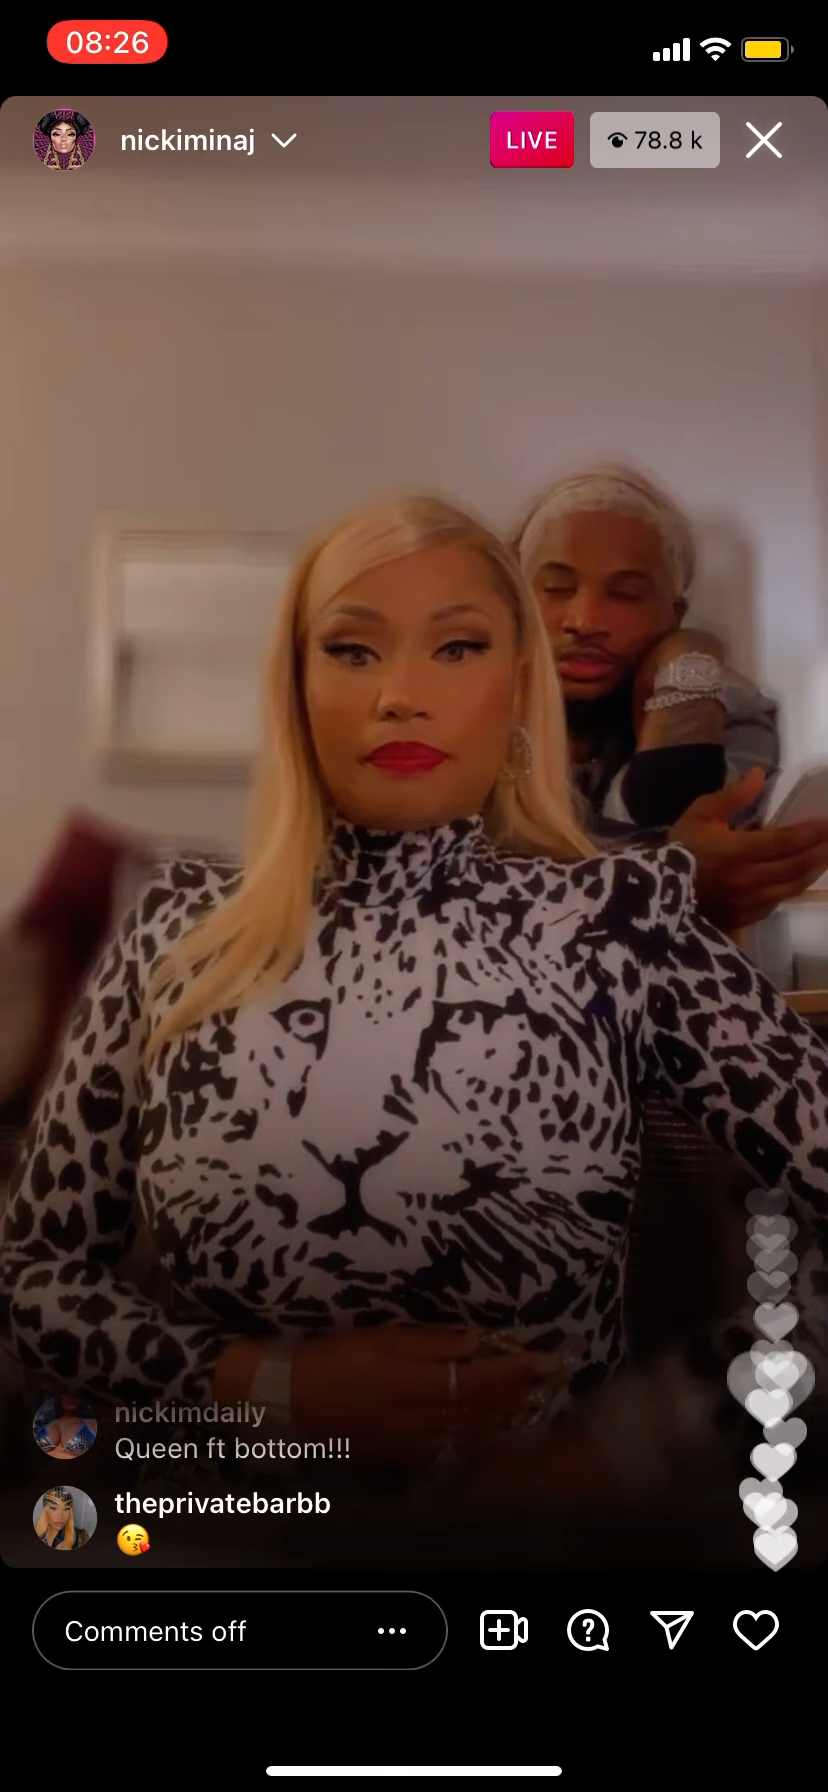 08:26
nickiminaj
LIVE
78.8 k
nickimdaily
Queen ft bottom!!!
theprivatebarbb
😘
Comments off